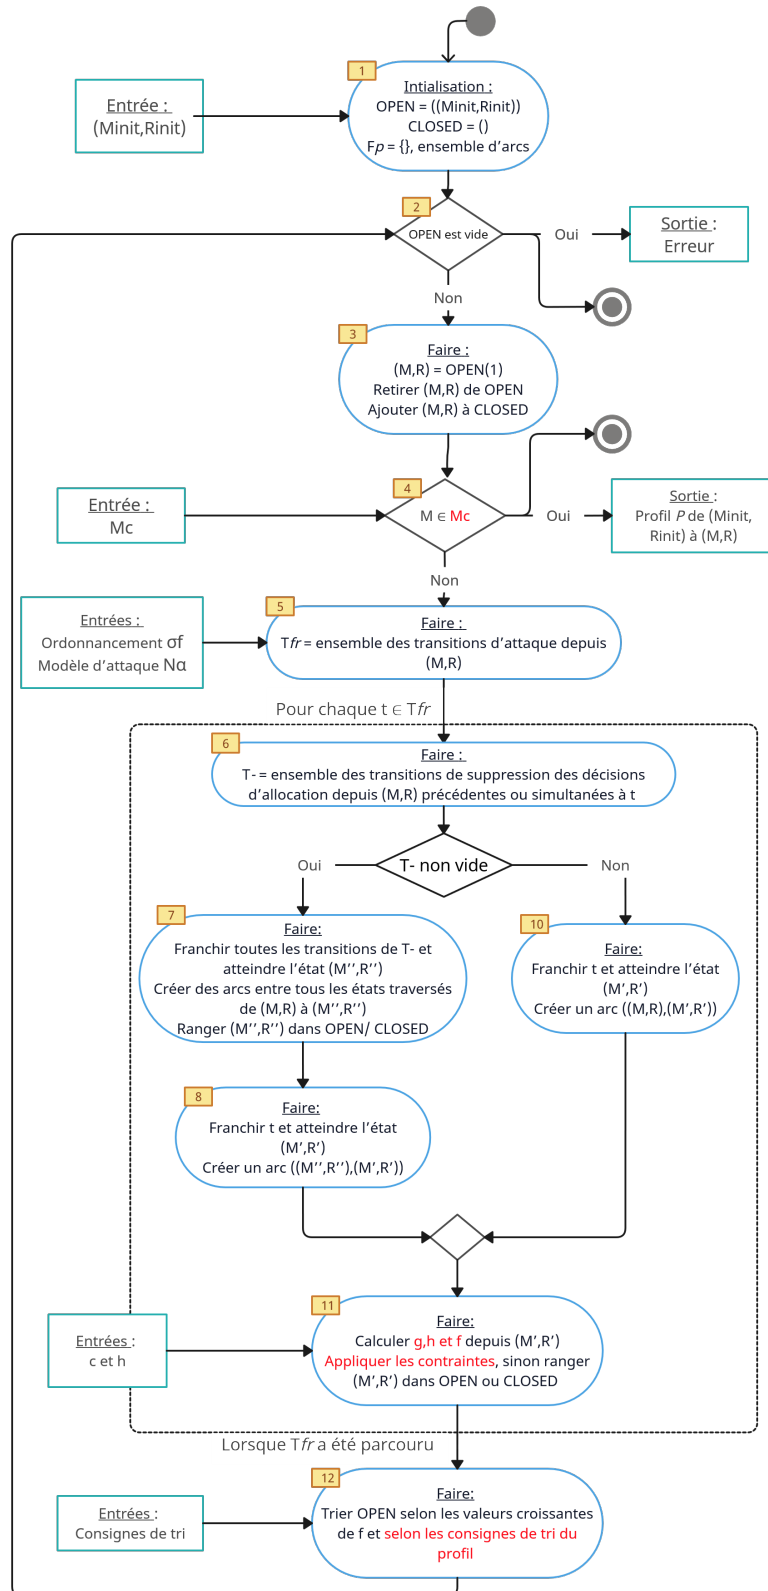 1
Intialisation :
OPEN = ((Minit,Rinit))
CLOSED = ()
Fp = {}, ensemble d'arcs
Entrée :
(Minit,Rinit)
2
OPEN est vide
Oui
Sortie :
Erreur
Non
3
Faire :
(M,R) = OPEN(1)
Retirer (M,R) de OPEN
Ajouter (M,R) à CLOSED
4
M ∈ Mc
Entrée :
Mc
Oui
Sortie :
Profil P de (Minit,
Rinit) à (M,R)
Non
5
Faire :
Tfr = ensemble des transitions d'attaque depuis
(M,R)
Entrées :
Ordonnancement σf
Modèle d'attaque Nα
Pour chaque t ∈ Tfr
6
Faire :
T- = ensemble des transitions de suppression des décisions
d'allocation depuis (M,R) précédentes ou simultanées à t
T- non vide
Oui
Non
7
Faire:
Franchir toutes les transitions de T- et
atteindre l'état (M'',R'')
Créer des arcs entre tous les états traversés
de (M,R) à (M'',R'')
Ranger (M'',R'') dans OPEN/ CLOSED
10
Faire:
Franchir t et atteindre l'état
(M',R')
Créer un arc ((M,R),(M',R'))
8
Faire:
Franchir t et atteindre l'état
(M',R')
Créer un arc ((M'',R''),(M',R'))
11
Faire:
Calculer g,h et f depuis (M',R')
Appliquer les contraintes, sinon ranger
(M',R') dans OPEN ou CLOSED
Entrées :
c et h
Lorsque Tfr a été parcouru
12
Faire:
Trier OPEN selon les valeurs croissantes
de f et selon les consignes de tri du
profil
Entrées :
Consignes de tri